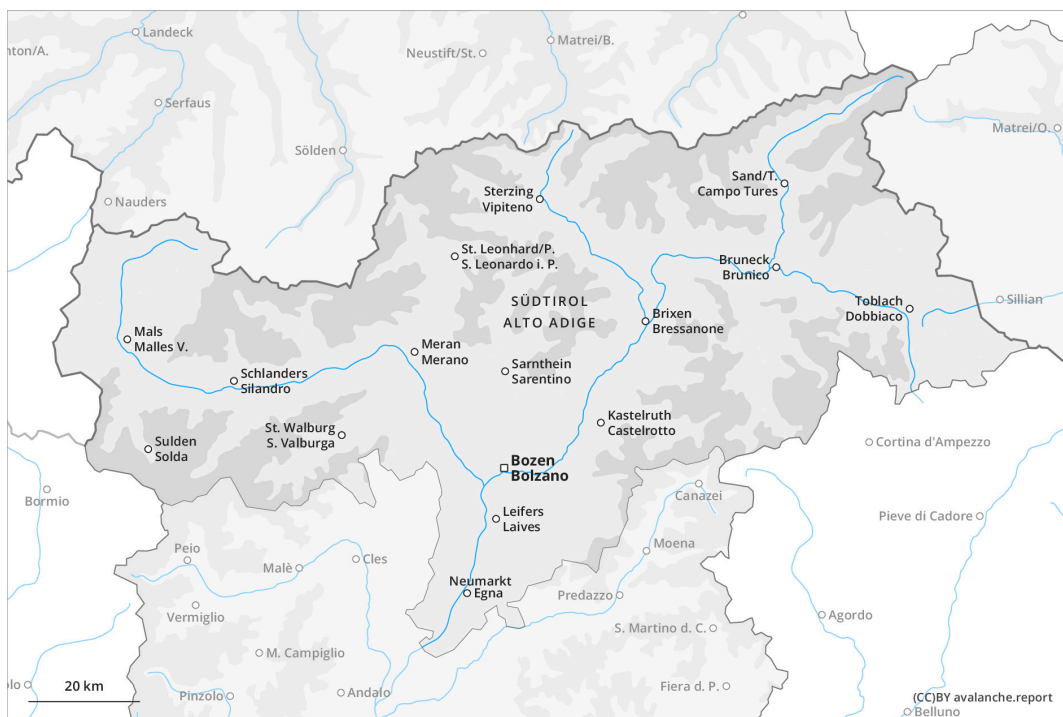 Landeck
nton/A.
Neustift/St.
Matrei/B.
Serfaus
Matrei/O.
Sölden
Sand/T.
Campo Tures
Nauders
Sterzing
Vipiteno
St. Leonhard/P.
S. Leonardo i. P.
Bruneck
Brunico
SÜDTIROL
ALTO ADIGE
Toblach
Dobbiaco
Sillian
Brixen
Bressanone
Mals
Malles V.
Meran
Merano
Schlanders
Silandro
Sarnthein
Sarentino
Kastelruth
Castelrotto
St. Walburg
S. Valburga
Sulden
Solda
Cortina d'Ampezzo
Bozen
Bolzano
Bormio
Canazei
Leifers
Laives
Pieve di Cadore
Moena
Peio
Malè
Cles
Neumarkt
Egna
Predazzo
Vermiglio
Agordo
S. Martino d. C.
M. Campiglio
olo
20 km
Pinzolo
Andalo
Fiera d. P.
(CC)BY avalanche.report
Belluno